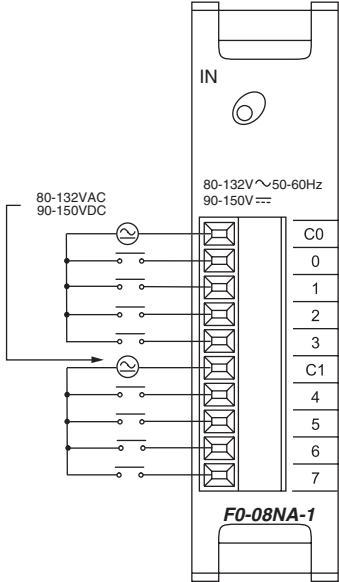 IN
80-132V～50-60Hz
90-150V⎓
80-132VAC
90-150VDC
C0
0
1
2
3
C1
4
5
6
7
F0-08NA-1